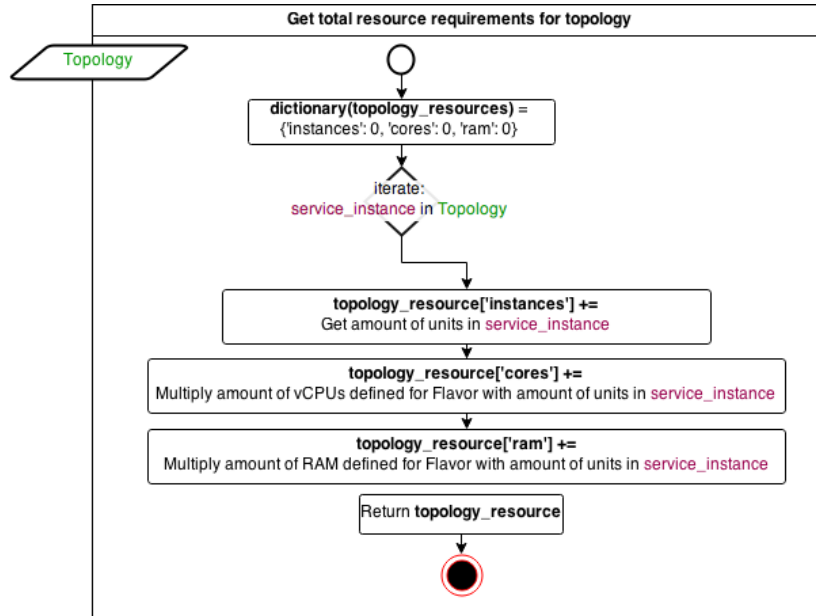 Get total resource requirements for topology
Topology
dictionary(topology_resources) =
{'instances': 0, 'cores': 0, 'ram': 0}
iterate:
service_instance in Topology
topology_resource['instances'] +=
Get amount of units in service_instance
topology_resource['cores'] +=
Multiply amount of vCPUs defined for Flavor with amount of units in service_instance
topology_resource['ram'] +=
Multiply amount of RAM defined for Flavor with amount of units in service_instance
Return topology_resource